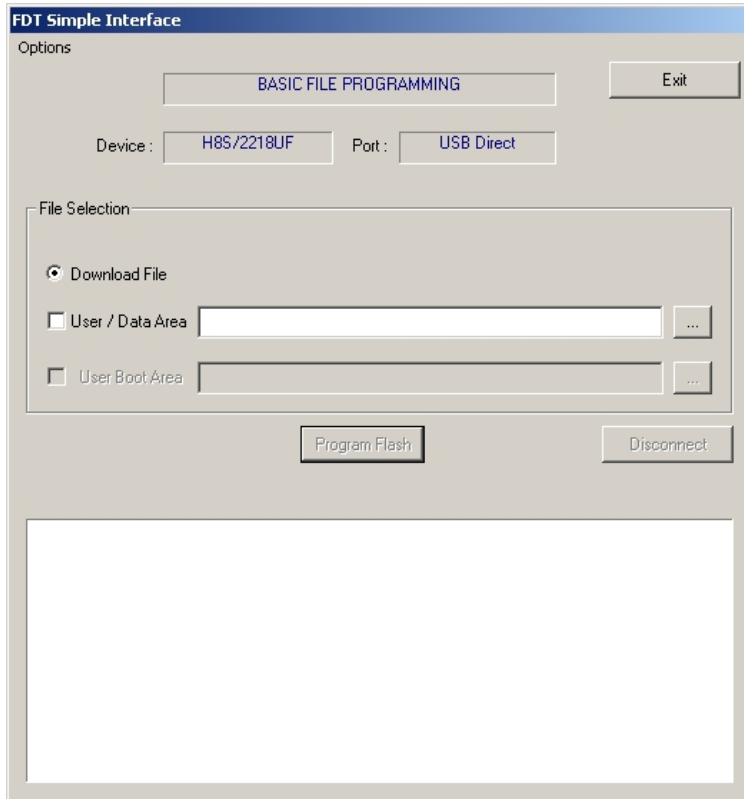 FDT Simple Interface
Options
BASIC FILE PROGRAMMING
Exit
Device : H8S/2218UF Port : USB Direct
File Selection
Download File
User / Data Area ...
User Boot Area ...
Program Flash Disconnect